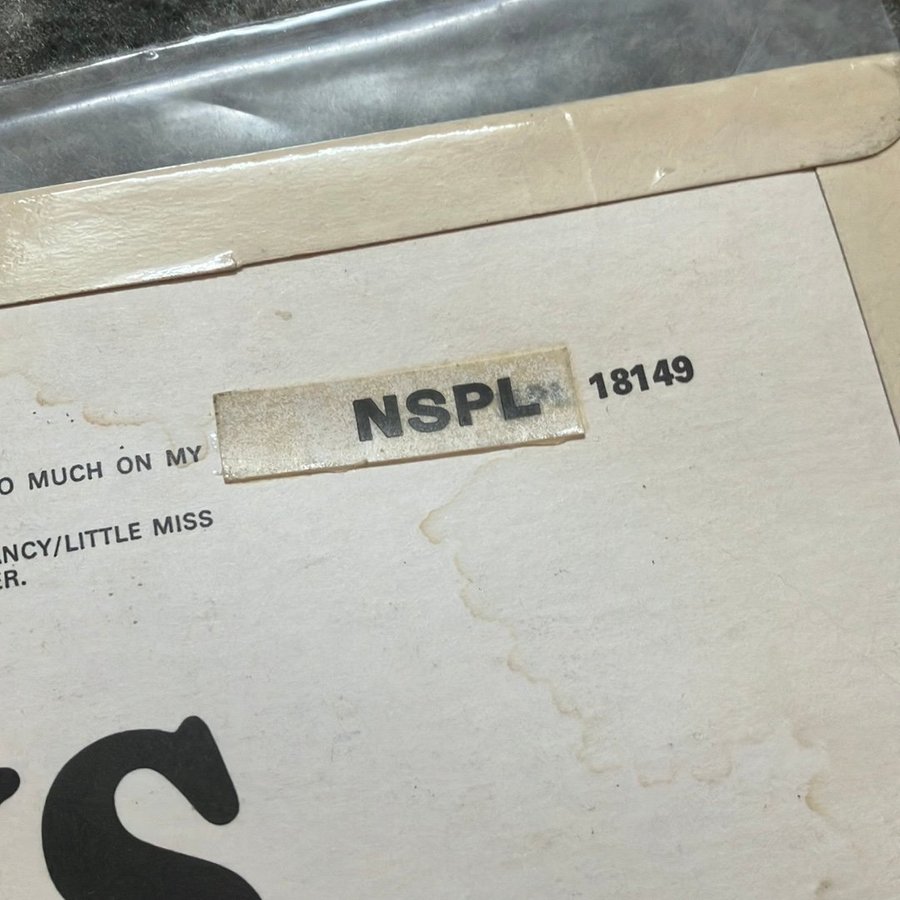 NSPL 18149
O MUCH ON MY
NCY/LITTLE MISS
ER.
S